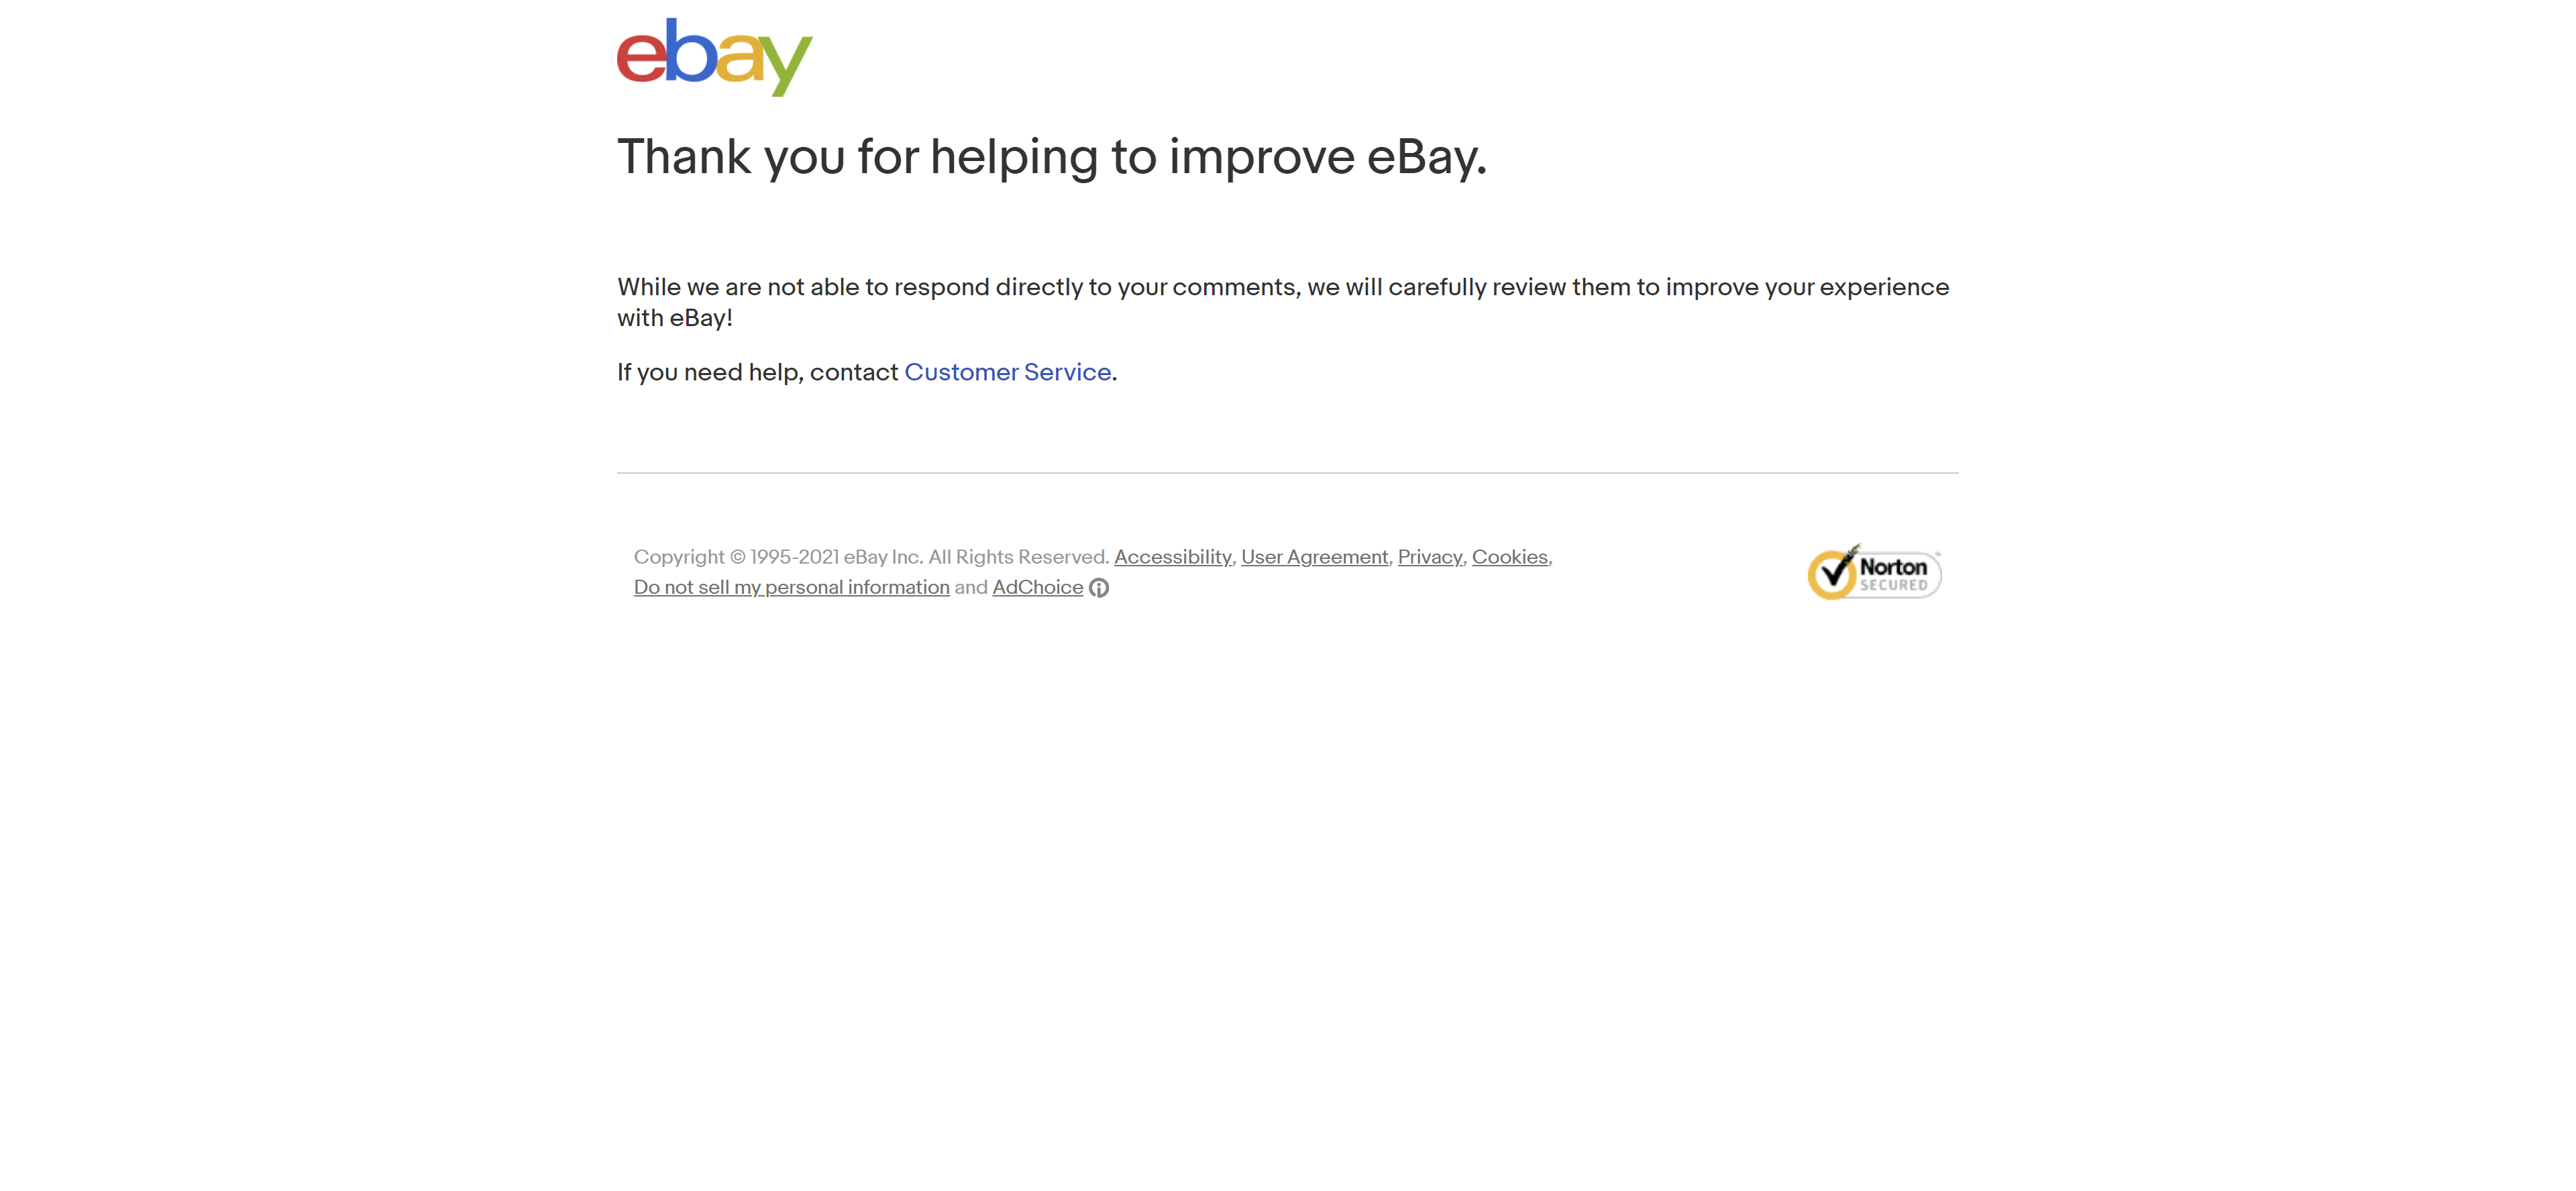 ebay
Thank you for helping to improve eBay.
While we are not able to respond directly to your comments, we will carefully review them to improve your experience
with eBay!
If you need help, contact Customer Service.
Copyright © 1995-2021 eBay Inc. All Rights Reserved. Accessibility, User Agreement, Privacy, Cookies,
Do not sell my personal information and AdChoice
Norton
SECURED